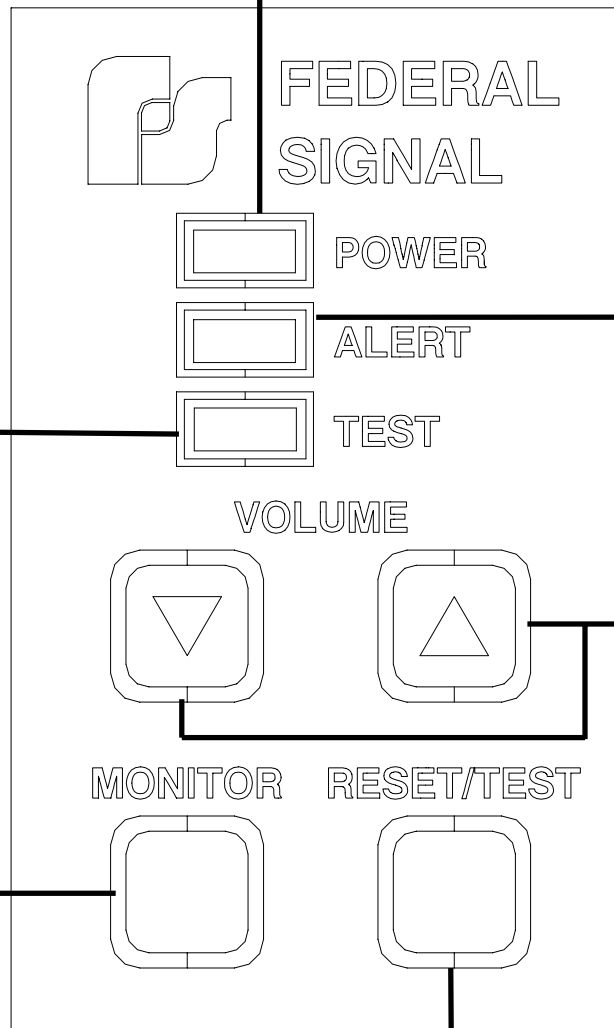 FEDERAL
SIGNAL
POWER
ALERT
TEST
VOLUME
MONITOR RESET/TEST